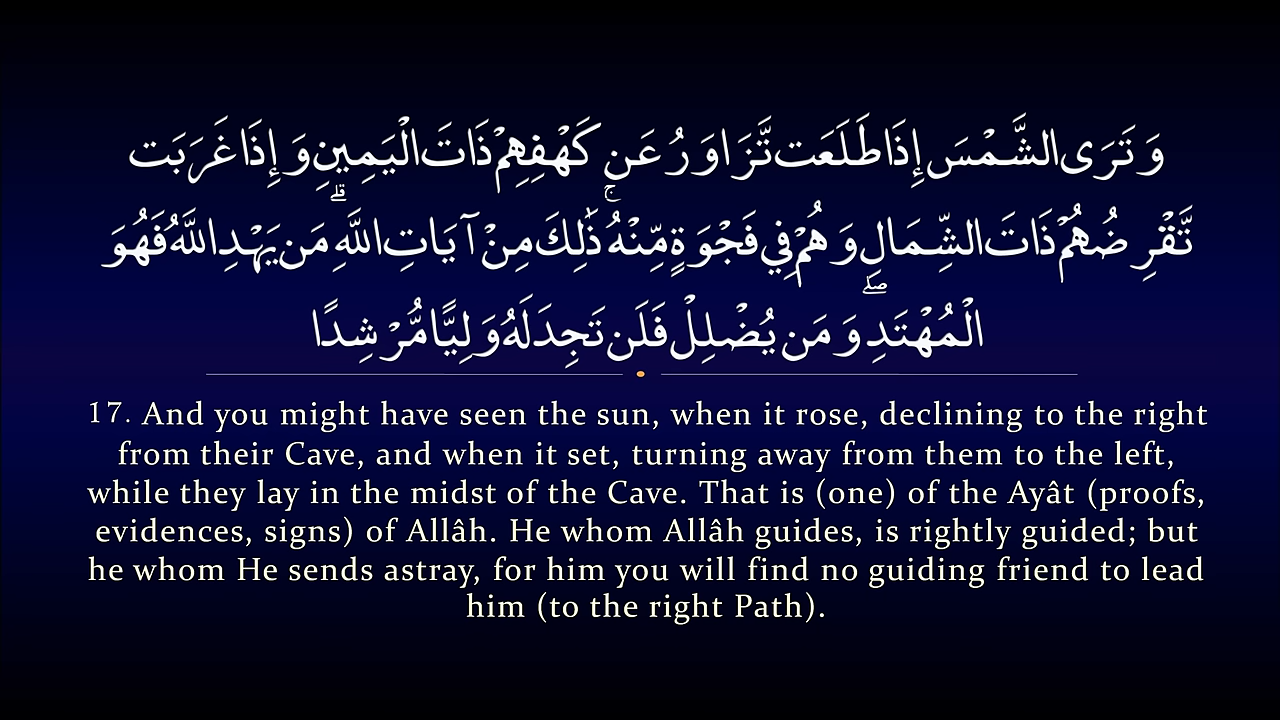 وَتَرَى الشَّمْسَ إِذَا طَلَعَت تَّزَاوَرُ عَن كَهْفِهِمْ ذَاتَ الْيَمِينِ وَإِذَا غَرَبَت
تَّقْرِضُهُمْ ذَاتَ الشِّمَالِ وَهُمْ فِي فَجْوَةٍ مِّنْهُ ۚ ذَٰلِكَ مِنْ آيَاتِ اللَّهِ ۗ مَن يَهْدِ اللَّهُ فَهُوَ
الْمُهْتَدِ ۖ وَمَن يُضْلِلْ فَلَن تَجِدَ لَهُ وَلِيًّا مُّرْشِدًا
17. And you might have seen the sun, when it rose, declining to the right
from their Cave, and when it set, turning away from them to the left,
while they lay in the midst of the Cave. That is (one) of the Ayât (proofs,
evidences, signs) of Allâh. He whom Allâh guides, is rightly guided; but
he whom He sends astray, for him you will find no guiding friend to lead
him (to the right Path).